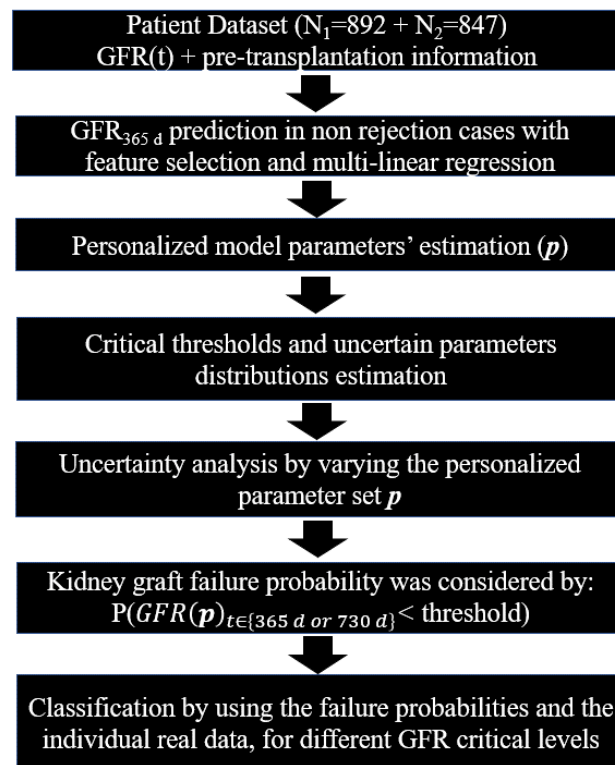 Patient Dataset (N₁=892 + N₂=847)
GFR(t) + pre-transplantation information
GFR₃₆₅ d prediction in non rejection cases with
feature selection and multi-linear regression
Personalized model parameters' estimation (p)
Critical thresholds and uncertain parameters
distributions estimation
Uncertainty analysis by varying the personalized
parameter set p
Kidney graft failure probability was considered by:
P(GFR(p)t∈{365 d or 730 d}< threshold)
Classification by using the failure probabilities and the
individual real data, for different GFR critical levels